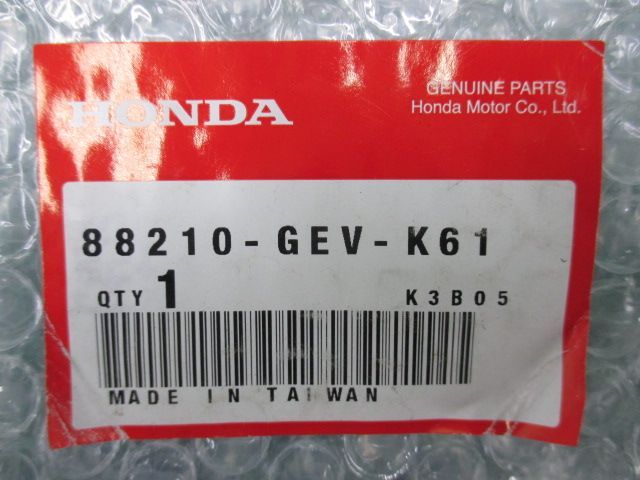 HONDA
GENUINE PARTS
Honda Motor Co., Ltd.
88210-GEV-K61
QTY 1 K3B05
MADE IN TAIWAN